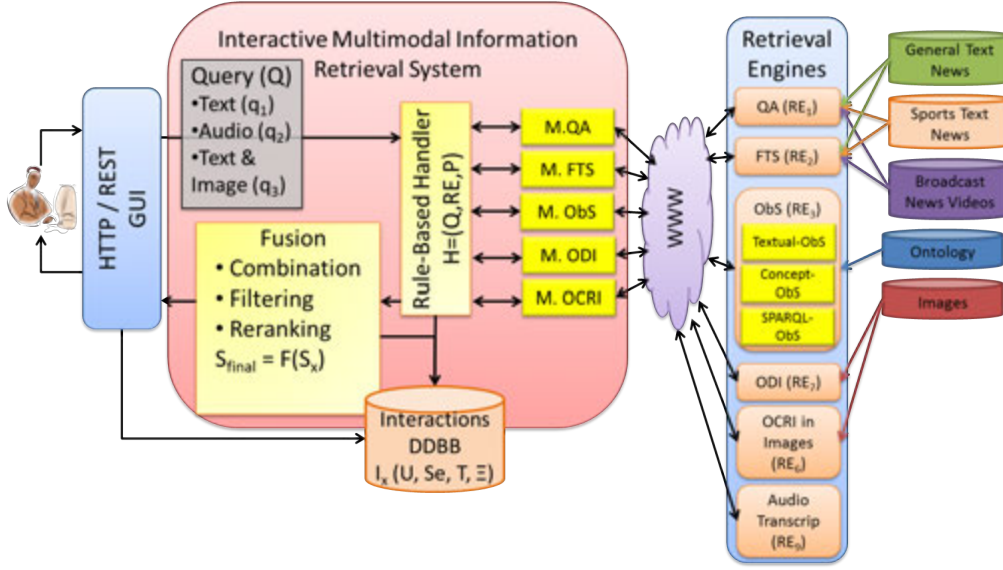 Interactive Multimodal Information
Retrieval System
Query (Q)
•Text (q₁)
•Audio (q₂)
•Text &
Image (q₃)
HTTP / REST
GUI
Rule-Based Handler
H=(Q,RE,P)
M.QA
M. FTS
M. ObS
M. ODI
M. OCRI
Fusion
• Combination
• Filtering
• Reranking
S_final = F(Sₓ)
Interactions
DDBB
Iₓ (U, Se, T, Ξ)
WWW
Retrieval
Engines
QA (RE₁)
FTS (RE₂)
ObS (RE₃)
Textual-ObS
Concept-
ObS
SPARQL-
ObS
ODI (RE₇)
OCRI in
Images
(RE₆)
Audio
Transcrip
(RE₉)
General Text
News
Sports Text
News
Broadcast
News Videos
Ontology
Images